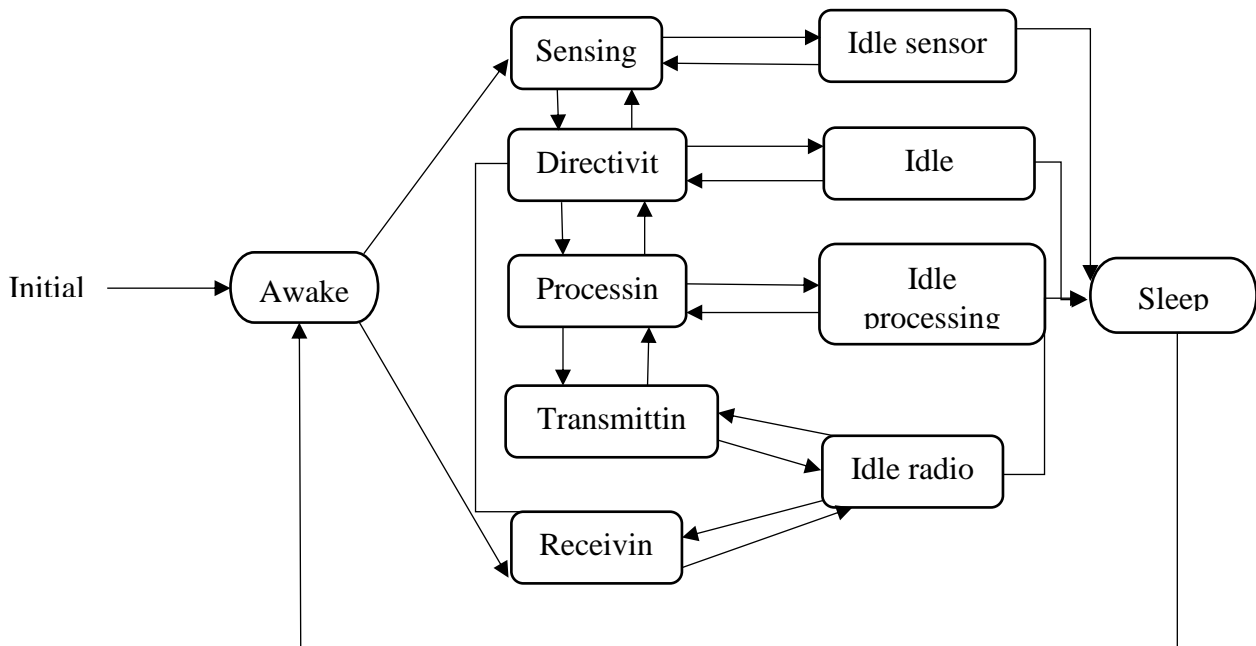 Sensing
Idle sensor
Directivit
Idle
Initial
Awake
Processin
Idle
processing
Sleep
Transmittin
Idle radio
Receivin